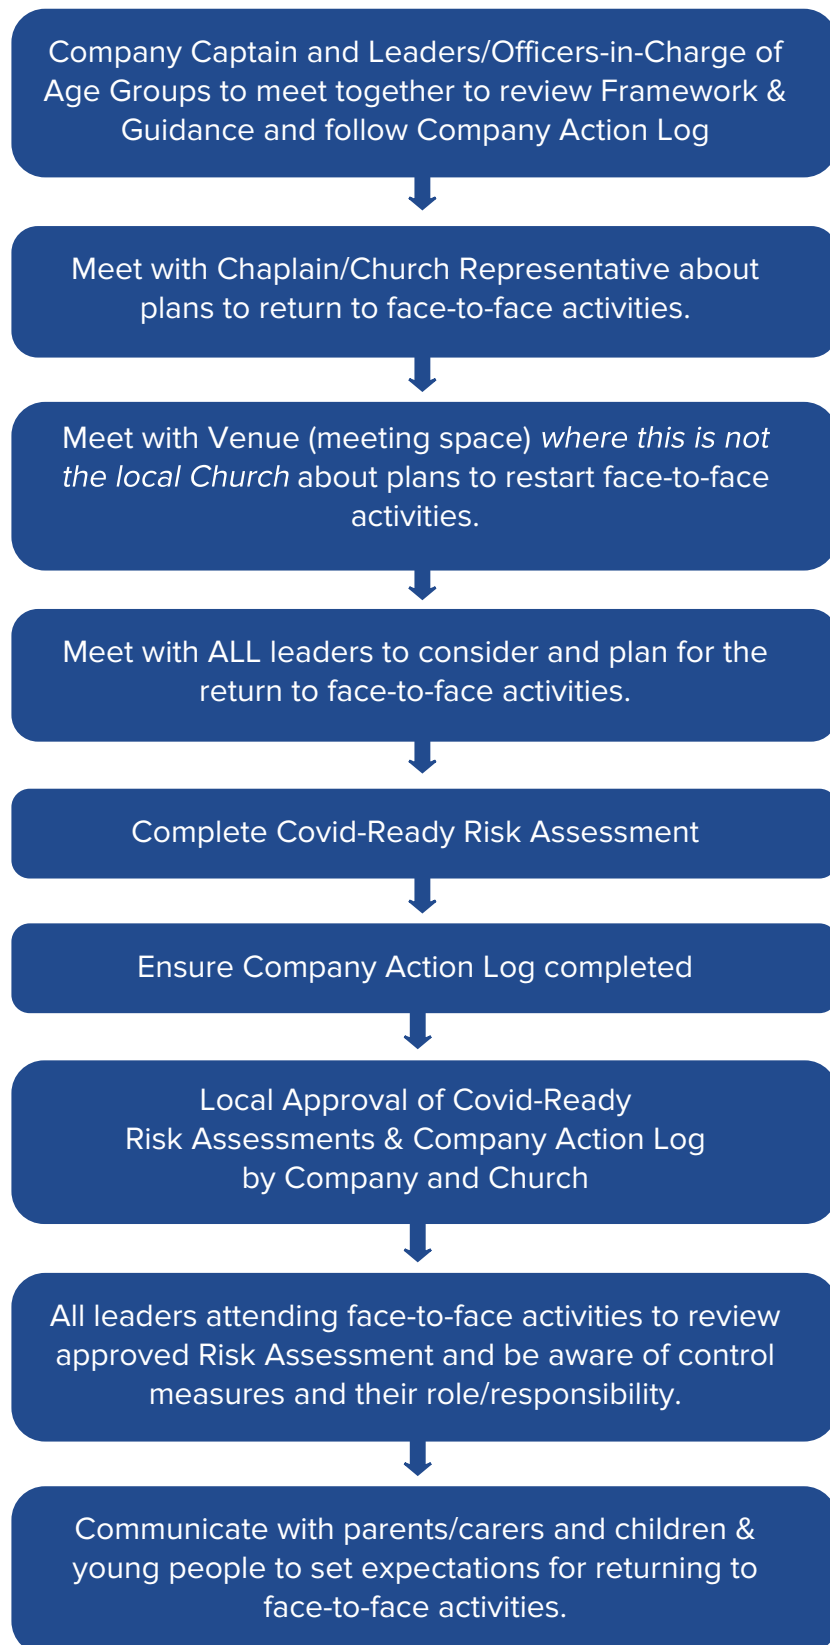 Company Captain and Leaders/Officers-in-Charge of
Age Groups to meet together to review Framework &
Guidance and follow Company Action Log
Meet with Chaplain/Church Representative about
plans to return to face-to-face activities.
Meet with Venue (meeting space) where this is not
the local Church about plans to restart face-to-face
activities.
Meet with ALL leaders to consider and plan for the
return to face-to-face activities.
Complete Covid-Ready Risk Assessment
Ensure Company Action Log completed
Local Approval of Covid-Ready
Risk Assessments & Company Action Log
by Company and Church
All leaders attending face-to-face activities to review
approved Risk Assessment and be aware of control
measures and their role/responsibility.
Communicate with parents/carers and children &
young people to set expectations for returning to
face-to-face activities.